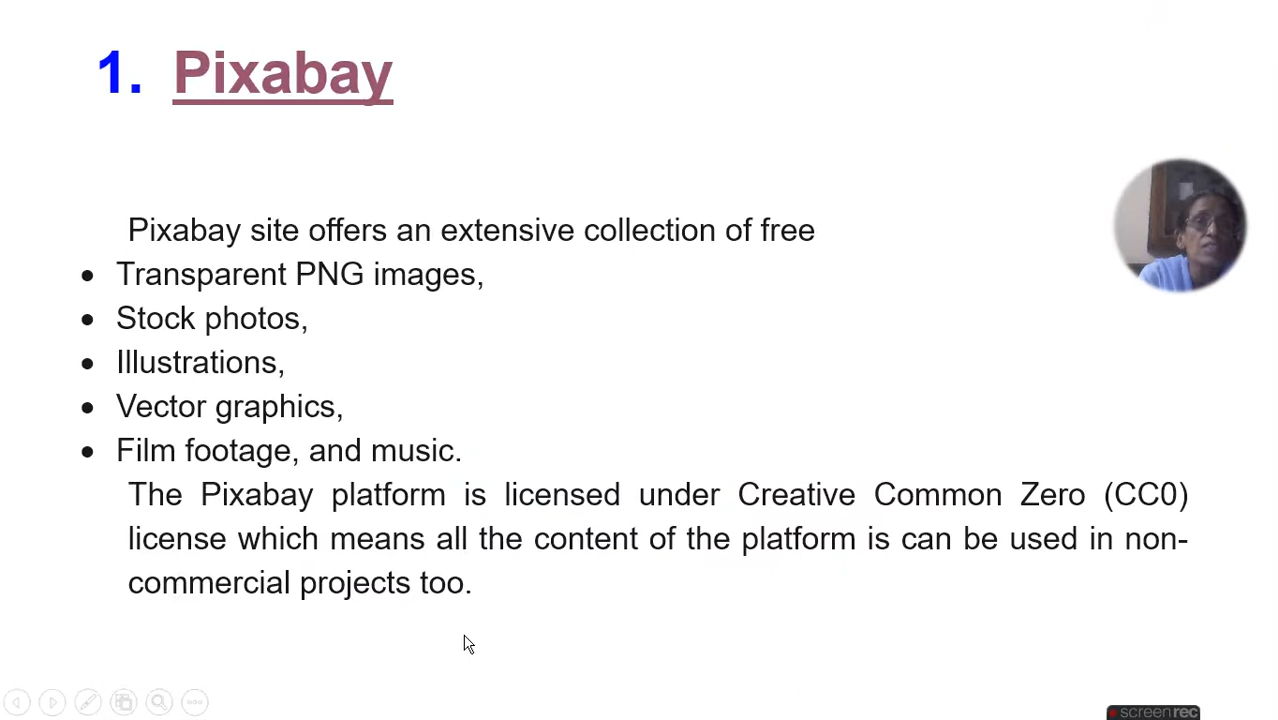 1. Pixabay
Pixabay site offers an extensive collection of free
• Transparent PNG images,
• Stock photos,
• Illustrations,
• Vector graphics,
• Film footage, and music.
The Pixabay platform is licensed under Creative Common Zero (CC0)
license which means all the content of the platform is can be used in non-
commercial projects too.
screenrec